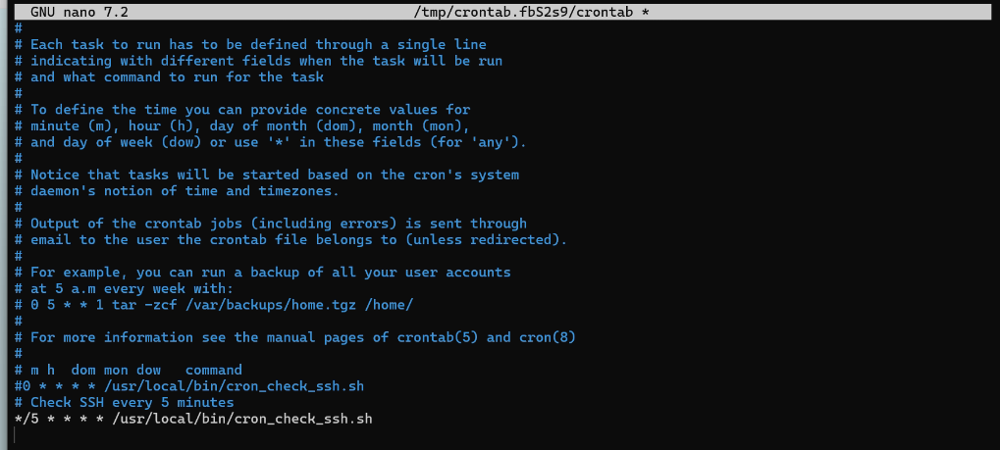 GNU nano 7.2 /tmp/crontab.fbS2s9/crontab *
#
# Each task to run has to be defined through a single line
# indicating with different fields when the task will be run
# and what command to run for the task
#
# To define the time you can provide concrete values for
# minute (m), hour (h), day of month (dom), month (mon),
# and day of week (dow) or use '*' in these fields (for 'any').
#
# Notice that tasks will be started based on the cron's system
# daemon's notion of time and timezones.
#
# Output of the crontab jobs (including errors) is sent through
# email to the user the crontab file belongs to (unless redirected).
#
# For example, you can run a backup of all your user accounts
# at 5 a.m every week with:
# 0 5 * * 1 tar -zcf /var/backups/home.tgz /home/
#
# For more information see the manual pages of crontab(5) and cron(8)
#
# m h  dom mon dow   command
#0 * * * * /usr/local/bin/cron_check_ssh.sh
# Check SSH every 5 minutes
*/5 * * * * /usr/local/bin/cron_check_ssh.sh